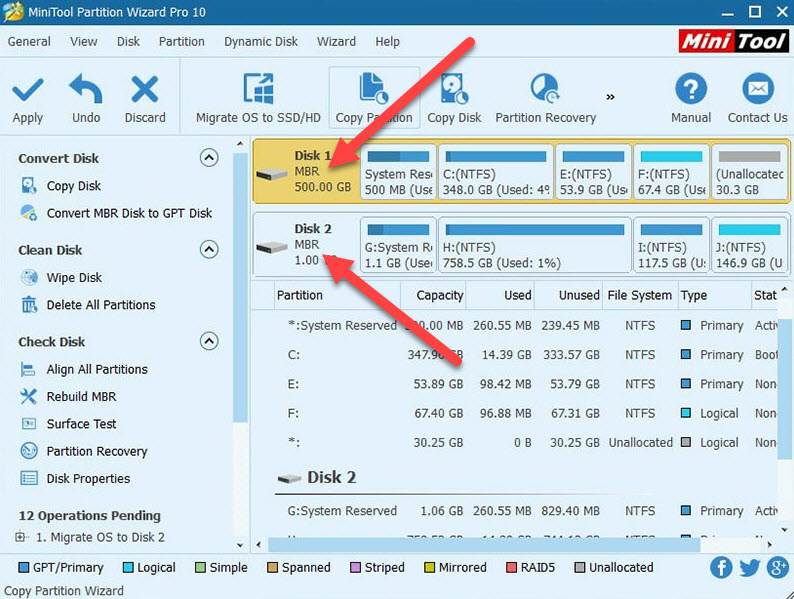 MiniTool Partition Wizard Pro 10
General View Disk Partition Dynamic Disk Wizard Help
Mini Tool
Apply Undo Discard Migrate OS to SSD/HD Copy Partition Copy Disk Partition Recovery » Manual Contact Us
Convert Disk
Copy Disk
Convert MBR Disk to GPT Disk
Clean Disk
Wipe Disk
Delete All Partitions
Check Disk
Align All Partitions
Rebuild MBR
Surface Test
Partition Recovery
Disk Properties
12 Operations Pending
1. Migrate OS to Disk 2
Disk 1
MBR
500.00 GB
System Rese
500 MB (Use
C:(NTFS)
348.0 GB (Used: 4%
E:(NTFS)
53.9 GB (Use
F:(NTFS)
67.4 GB (Use
(Unallocated
30.3 GB
Disk 2
MBR
1.00
G:System R
1.1 GB (Used
H:(NTFS)
758.5 GB (Used: 1%)
I:(NTFS)
117.5 GB (U
J:(NTFS)
146.9 GB (U
Partition Capacity Used Unused File System Type Stat
*:System Reserved MB 260.55 MB 239.45 MB NTFS Primary Activ
C: 347.96 GB 14.39 GB 333.57 GB NTFS Primary Boot
E: 53.89 GB 98.42 MB 53.79 GB NTFS Primary None
F: 67.40 GB 96.88 MB 67.31 GB NTFS Logical None
*: 30.25 GB 0 B 30.25 GB Unallocated Logical None
Disk 2
G:System Reserved 1.06 GB 260.55 MB 829.40 MB NTFS Primary Activ
GPT/Primary Logical Simple Spanned Striped Mirrored RAID5 Unallocated
Copy Partition Wizard